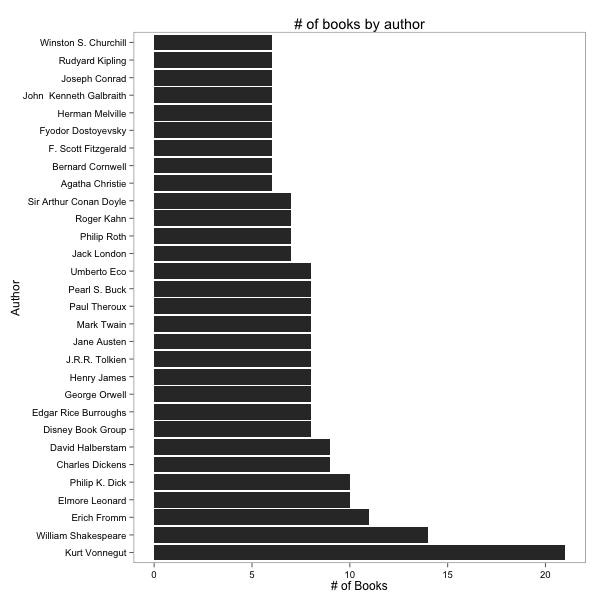 # of books by author
Winston S. Churchill
Rudyard Kipling
Joseph Conrad
John  Kenneth Galbraith
Herman Melville
Fyodor Dostoyevsky
F. Scott Fitzgerald
Bernard Cornwell
Agatha Christie
Sir Arthur Conan Doyle
Roger Kahn
Philip Roth
Jack London
Umberto Eco
Pearl S. Buck
Paul Theroux
Mark Twain
Jane Austen
J.R.R. Tolkien
Henry James
George Orwell
Edgar Rice Burroughs
Disney Book Group
David Halberstam
Charles Dickens
Philip K. Dick
Elmore Leonard
Erich Fromm
William Shakespeare
Kurt Vonnegut
Author
0 5 10 15 20
# of Books